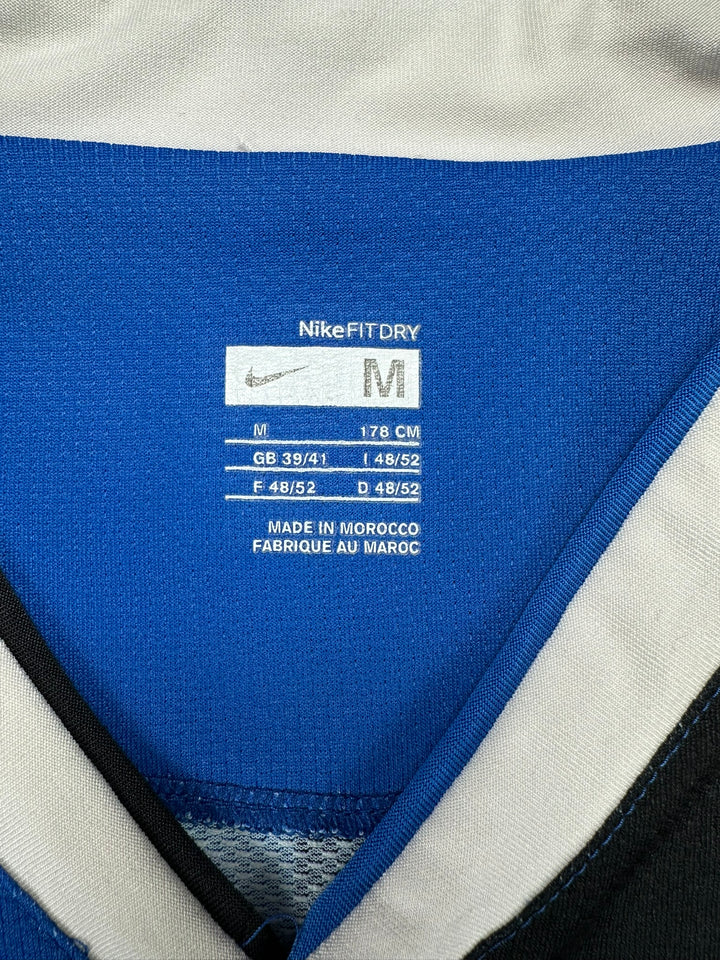 NikeFITDRY
M
M 178 CM
GB 39/41 I 48/52
F 48/52 D 48/52
MADE IN MOROCCO
FABRIQUE AU MAROC